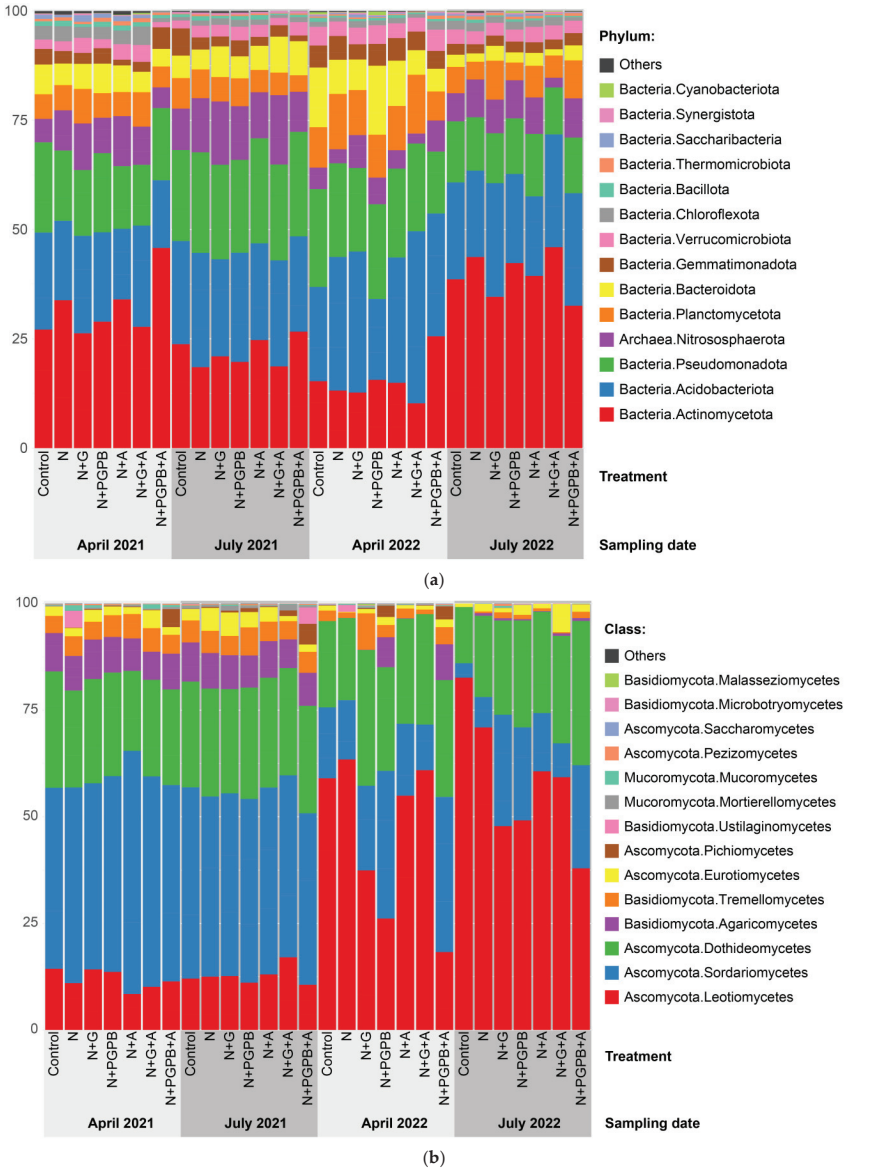 100
75
50
25
0
Phylum:
Others
Bacteria.Cyanobacteriota
Bacteria.Synergistota
Bacteria.Saccharibacteria
Bacteria.Thermomicrobiota
Bacteria.Bacillota
Bacteria.Chloroflexota
Bacteria.Verrucomicrobiota
Bacteria.Gemmatimonadota
Bacteria.Bacteroidota
Bacteria.Planctomycetota
Archaea.Nitrososphaerota
Bacteria.Pseudomonadota
Bacteria.Acidobacteriota
Bacteria.Actinomycetota
Control N N+G N+PGPB N+A N+G+A N+PGPB+A Control N N+G N+PGPB N+A N+G+A N+PGPB+A Control N N+G N+PGPB N+A N+G+A N+PGPB+A Control N N+G N+PGPB N+A N+G+A N+PGPB+A Treatment
April 2021 July 2021 April 2022 July 2022 Sampling date
(a)
100
75
50
25
0
Class:
Others
Basidiomycota.Malasseziomycetes
Basidiomycota.Microbotryomycetes
Ascomycota.Saccharomycetes
Ascomycota.Pezizomycetes
Mucoromycota.Mucoromycetes
Mucoromycota.Mortierellomycetes
Basidiomycota.Ustilaginomycetes
Ascomycota.Pichiomycetes
Ascomycota.Eurotiomycetes
Basidiomycota.Tremellomycetes
Basidiomycota.Agaricomycetes
Ascomycota.Dothideomycetes
Ascomycota.Sordariomycetes
Ascomycota.Leotiomycetes
Control N N+G N+PGPB N+A N+G+A N+PGPB+A Control N N+G N+PGPB N+A N+G+A N+PGPB+A Control N N+G N+PGPB N+A N+G+A N+PGPB+A Control N N+G N+PGPB N+A N+G+A N+PGPB+A Treatment
April 2021 July 2021 April 2022 July 2022 Sampling date
(b)